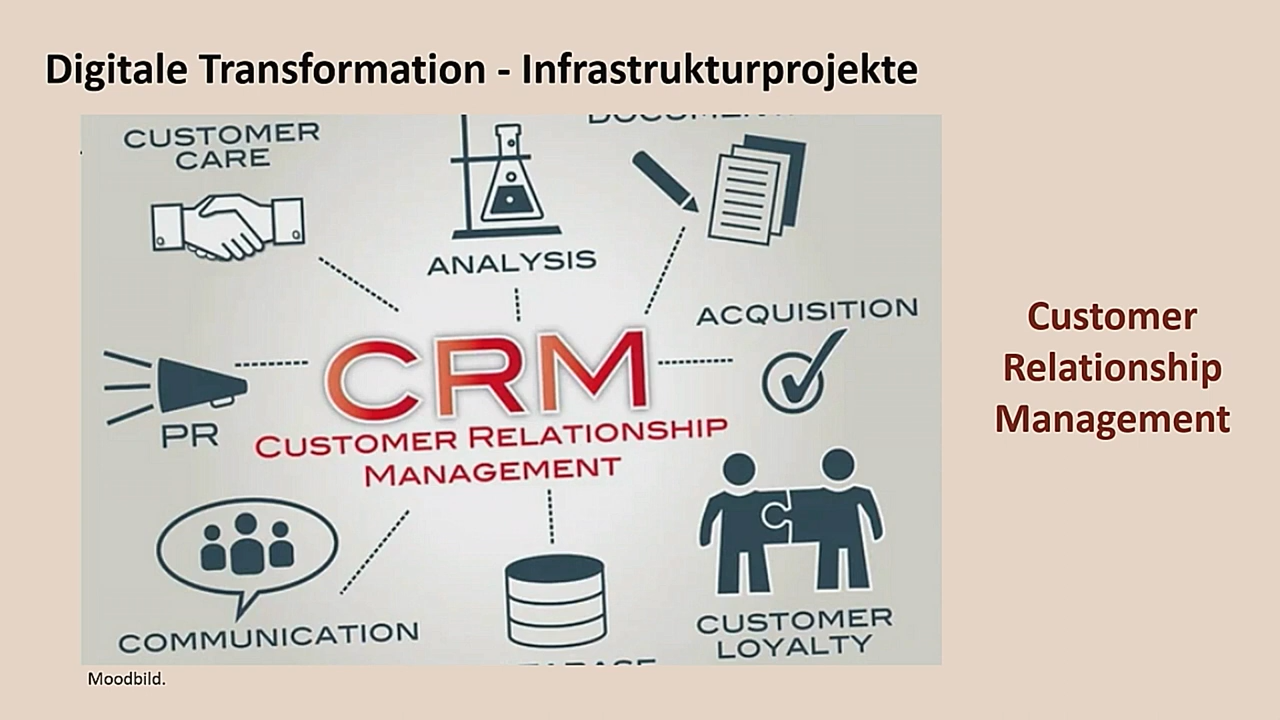 Digitale Transformation - Infrastrukturprojekte
CUSTOMER
CARE
ANALYSIS
ACQUISITION
PR
CRM
CUSTOMER RELATIONSHIP
MANAGEMENT
COMMUNICATION
CUSTOMER
LOYALTY
Customer
Relationship
Management
Moodbild.